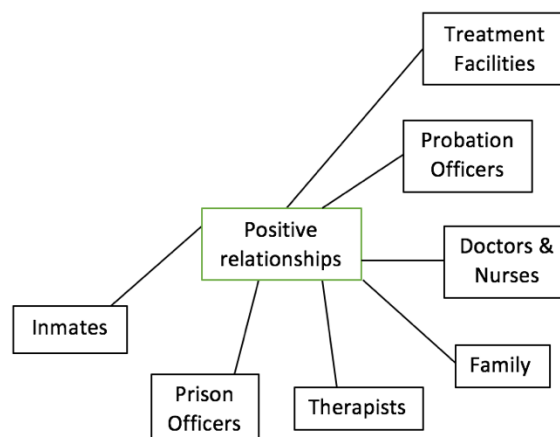 Treatment
Facilities
Probation
Officers
Positive
relationships
Doctors &
Nurses
Inmates
Family
Prison
Officers
Therapists